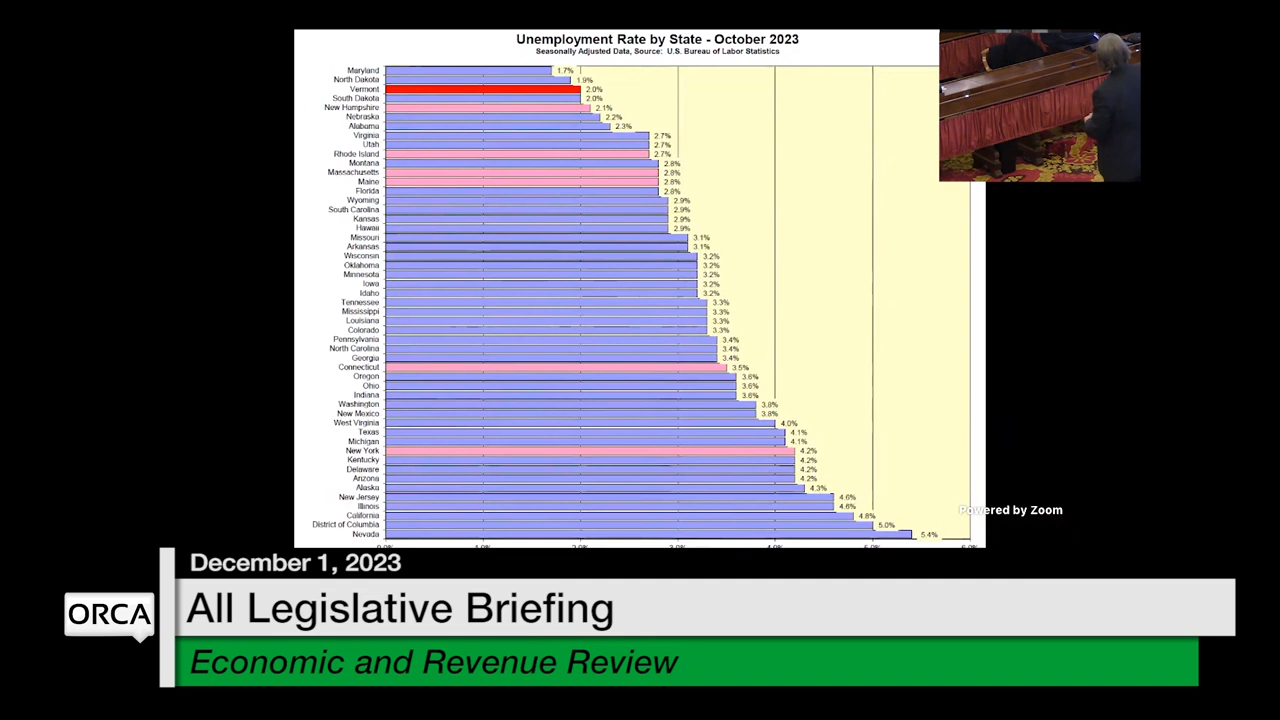 Unemployment Rate by State - October 2023
Seasonally Adjusted Data, Source: U.S. Bureau of Labor Statistics
Maryland 1.7%
North Dakota 1.9%
Vermont 2.0%
South Dakota 2.0%
New Hampshire 2.1%
Nebraska 2.2%
Alabama 2.3%
Virginia 2.7%
Utah 2.7%
Rhode Island 2.7%
Montana 2.8%
Massachusetts 2.8%
Maine 2.8%
Florida 2.8%
Wyoming 2.9%
South Carolina 2.9%
Kansas 2.9%
Hawaii 2.9%
Missouri 3.1%
Arkansas 3.1%
Wisconsin 3.2%
Oklahoma 3.2%
Minnesota 3.2%
Iowa 3.2%
Idaho 3.2%
Tennessee 3.3%
Mississippi 3.3%
Louisiana 3.3%
Colorado 3.3%
Pennsylvania 3.4%
North Carolina 3.4%
Georgia 3.4%
Connecticut 3.5%
Oregon 3.6%
Ohio 3.6%
Indiana 3.6%
Washington 3.8%
New Mexico 3.8%
West Virginia 4.0%
Texas 4.1%
Michigan 4.1%
New York 4.2%
Kentucky 4.2%
Delaware 4.2%
Arizona 4.2%
Alaska 4.3%
New Jersey 4.6%
Illinois 4.6%
California 4.8%
District of Columbia 5.0%
Nevada 5.4%
Powered by Zoom
December 1, 2023
ORCA
All Legislative Briefing
Economic and Revenue Review